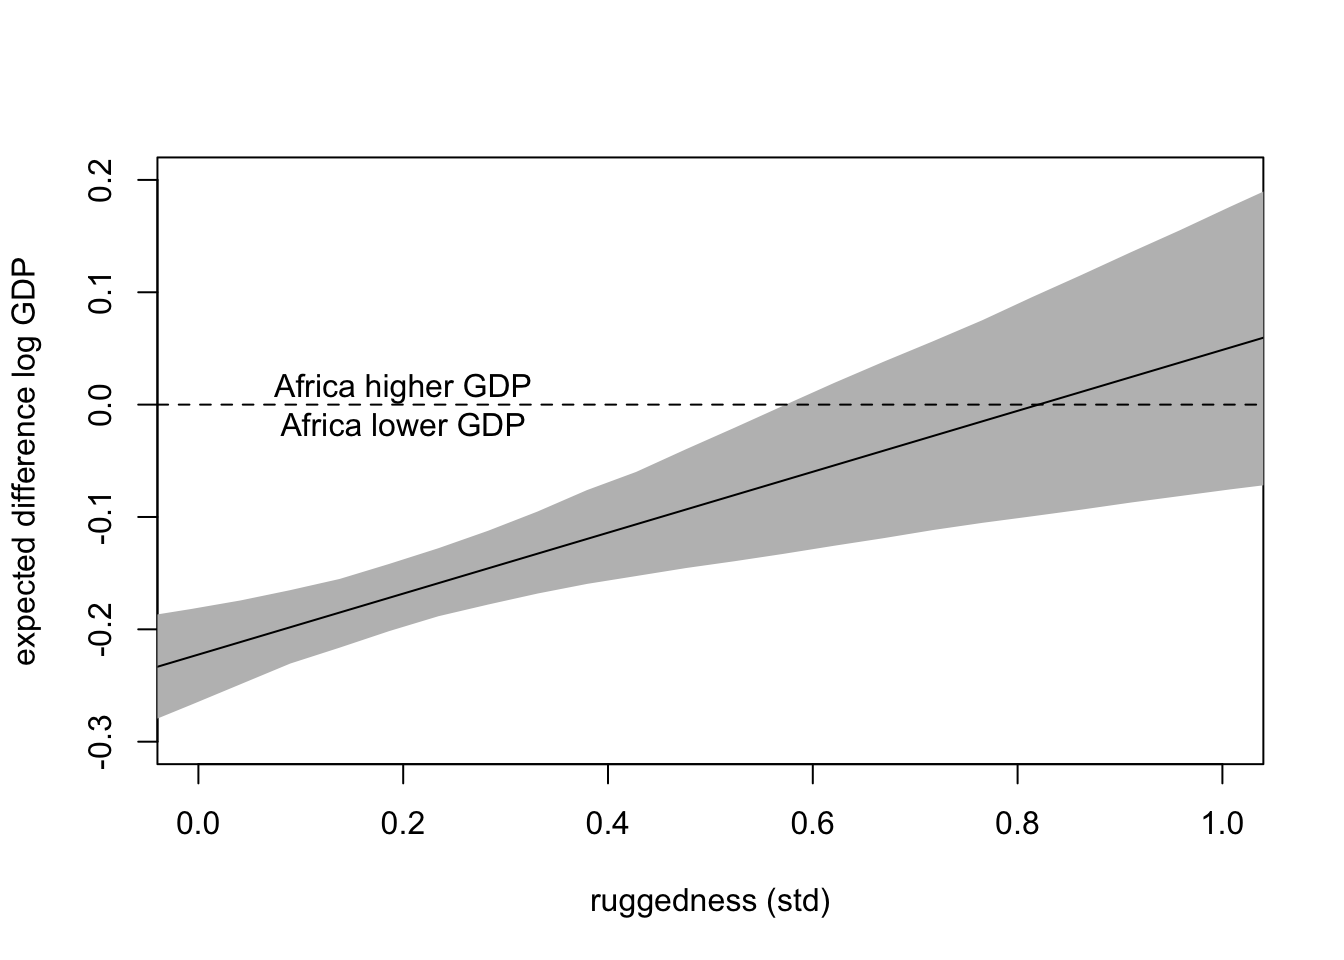 0.2
0.1
0.0
-0.1
-0.2
-0.3
expected difference log GDP
Africa higher GDP
Africa lower GDP
0.0 0.2 0.4 0.6 0.8 1.0
ruggedness (std)